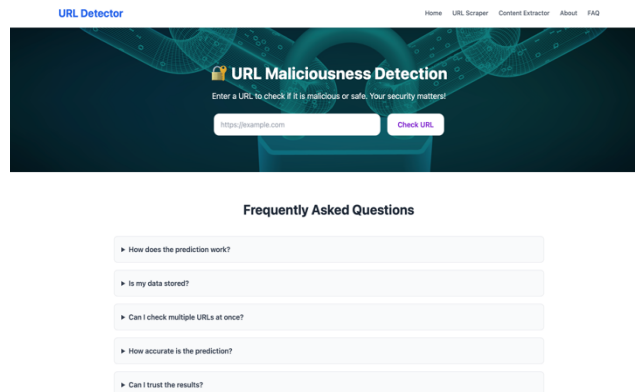 URL Detector
Home URL Scraper Content Extractor About FAQ
🔐 URL Maliciousness Detection
Enter a URL to check if it is malicious or safe. Your security matters!
https://example.com Check URL
Frequently Asked Questions
▶ How does the prediction work?
▶ Is my data stored?
▶ Can I check multiple URLs at once?
▶ How accurate is the prediction?
▶ Can I trust the results?